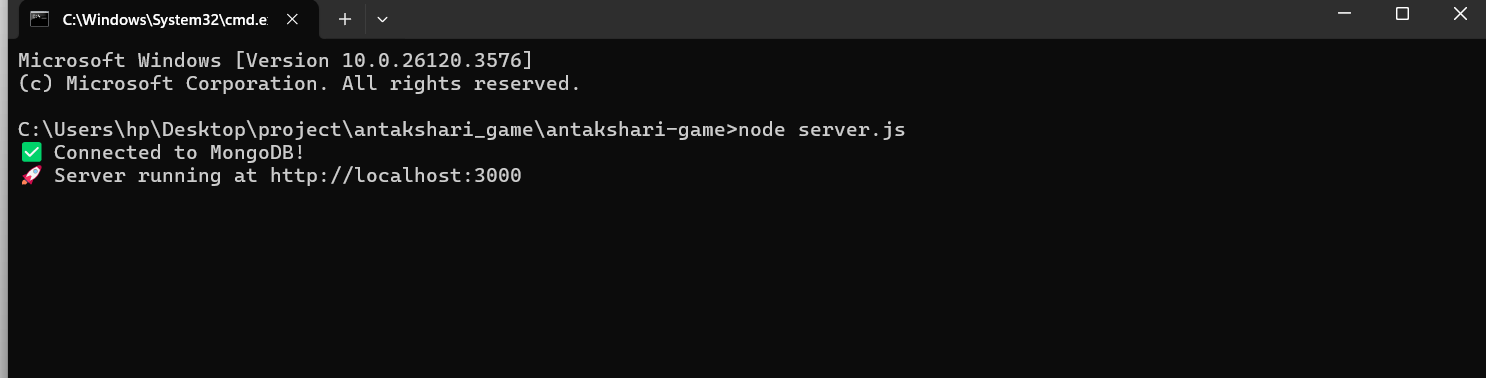 C:\Windows\System32\cmd.e
Microsoft Windows [Version 10.0.26120.3576]
(c) Microsoft Corporation. All rights reserved.
C:\Users\hp\Desktop\project\antakshari_game\antakshari-game>node server.js
✅ Connected to MongoDB!
🚀 Server running at http://localhost:3000